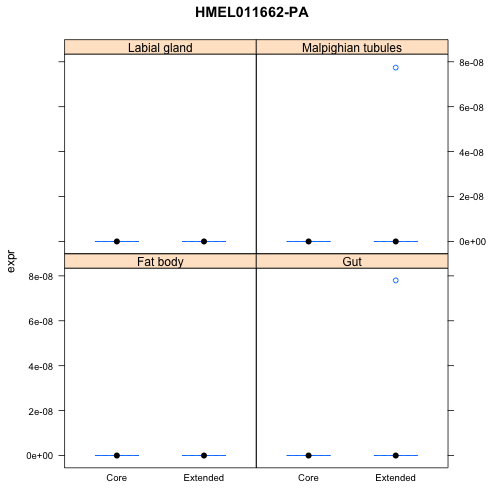 HMEL011662-PA
Labial gland
Malpighian tubules
8e-08
6e-08
4e-08
2e-08
0e+00
expr
Fat body
Gut
8e-08
6e-08
4e-08
2e-08
0e+00
Core
Extended
Core
Extended